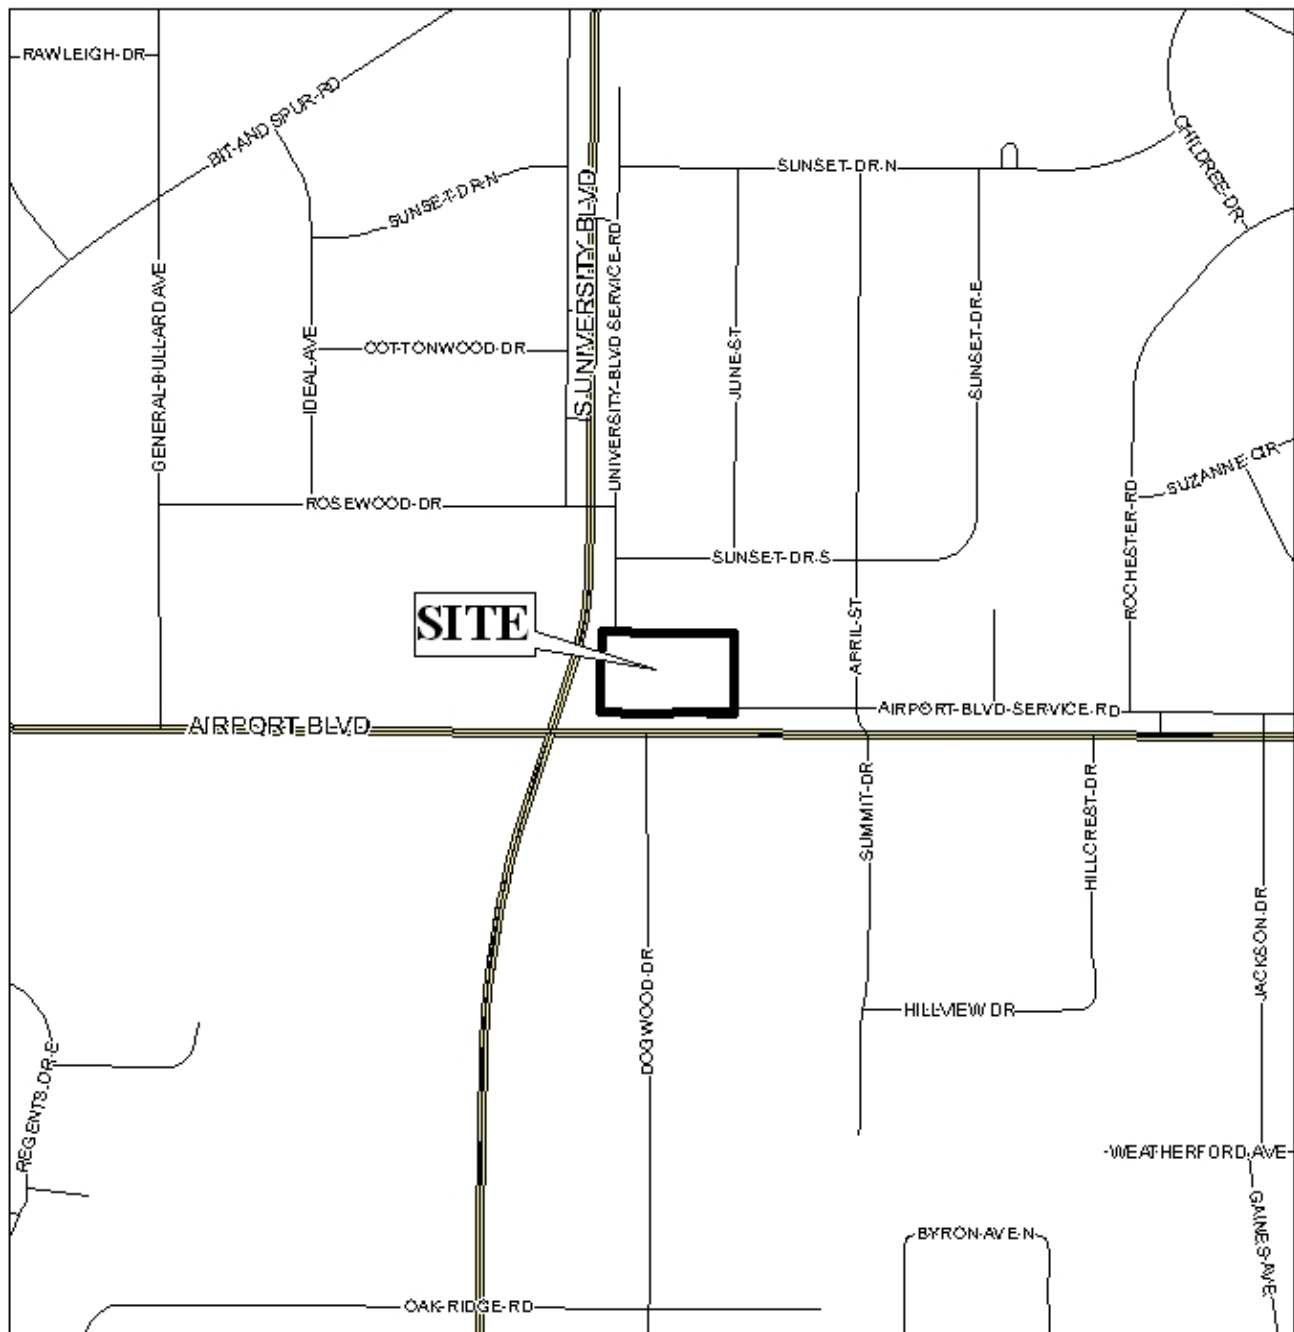 RAWLEIGH-DR
BIT-AND SPUR-RD
CHILDREE-DR
SUNSET-DR-N
SUNSET-DR-N
S-UNIVERSITY-BLVD
UNIVERSITY-BLVD SERVICE-RD
GENERAL-BULLARD AVE
IDEAL-AVE
COTTONWOOD-DR
JUNE-ST
SUNSET-DR-E
SUZANNE-CIR
ROSEWOOD-DR
ROCHESTER-RD
SUNSET-DR-S
SITE
APRIL-ST
AIRPORT-BLVD-SERVICE-RD
AIRPORT-BLVD
SUMMIT-DR
HILLCREST-DR
JACKSON-DR
DOGWOOD-DR
HILLVIEW DR
REGENTS-DR-E
-WEATHERFORD AVE-
GAINES-AVE
BYRON-AVE-N
OAK-RIDGE-RD